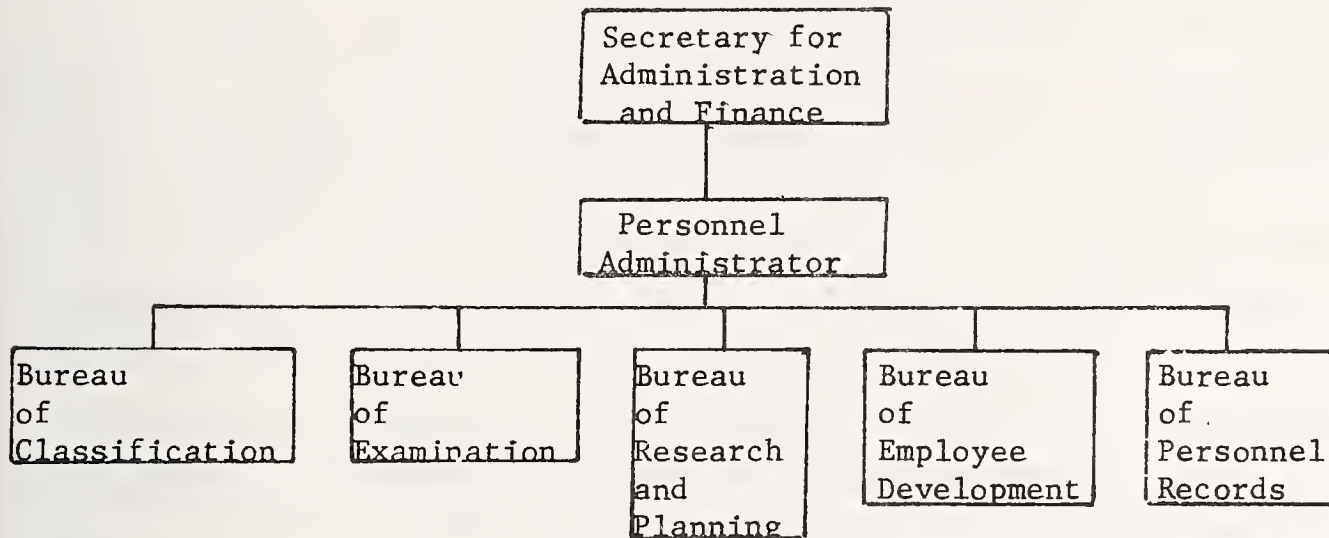 Secretary for
Administration
and Finance
Personnel
Administrator
Bureau
of
Classification
Bureau
of
Examination
Bureau
of
Research
and
Planning
Bureau
of
Employee
Development
Bureau
of
Personnel
Records